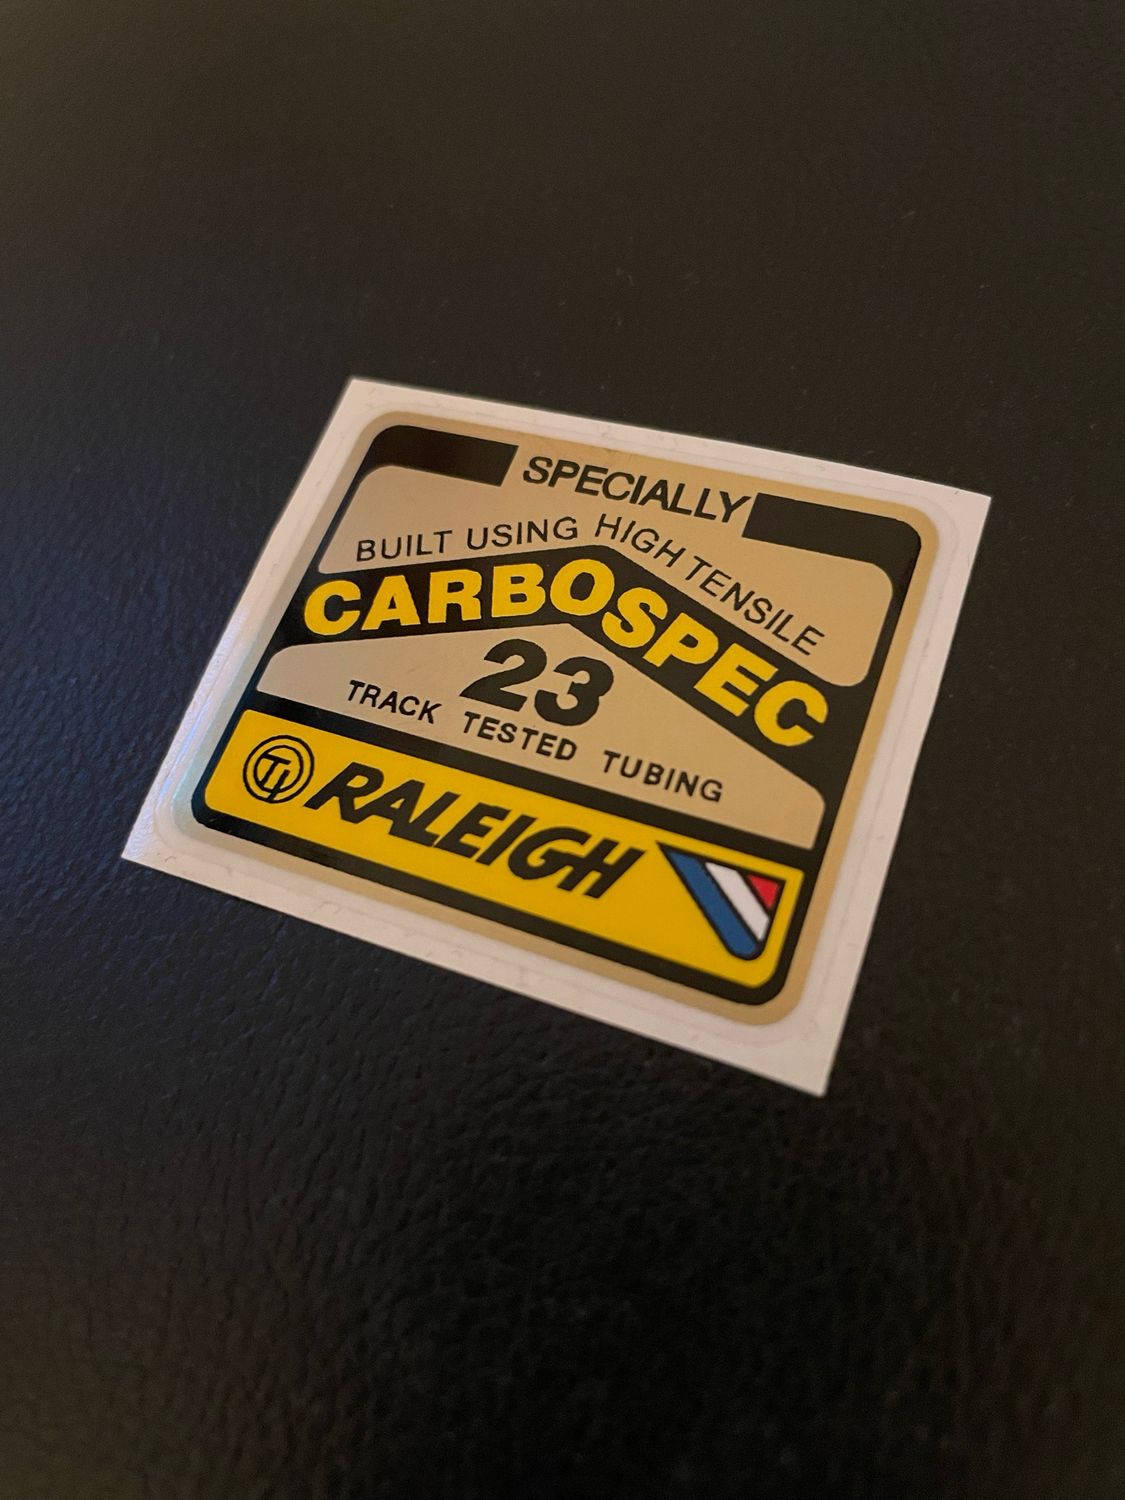 SPECIALLY
BUILT USING HIGH TENSILE
CARBOSPEC
23
TRACK TESTED TUBING
TI RALEIGH